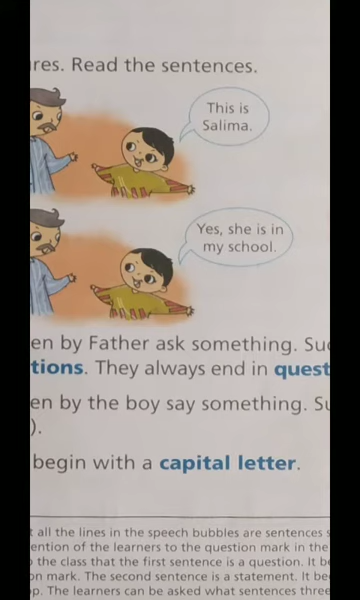 res. Read the sentences.
This is
Salima.
Yes, she is in
my school.
en by Father ask something. Su
tions. They always end in quest
en by the boy say something. S
).
begin with a capital letter.
t all the lines in the speech bubbles are sentences s
ention of the learners to the question mark in the
the class that the first sentence is a question. It be
on mark. The second sentence is a statement. It be
p. The learners can be asked what sentences three